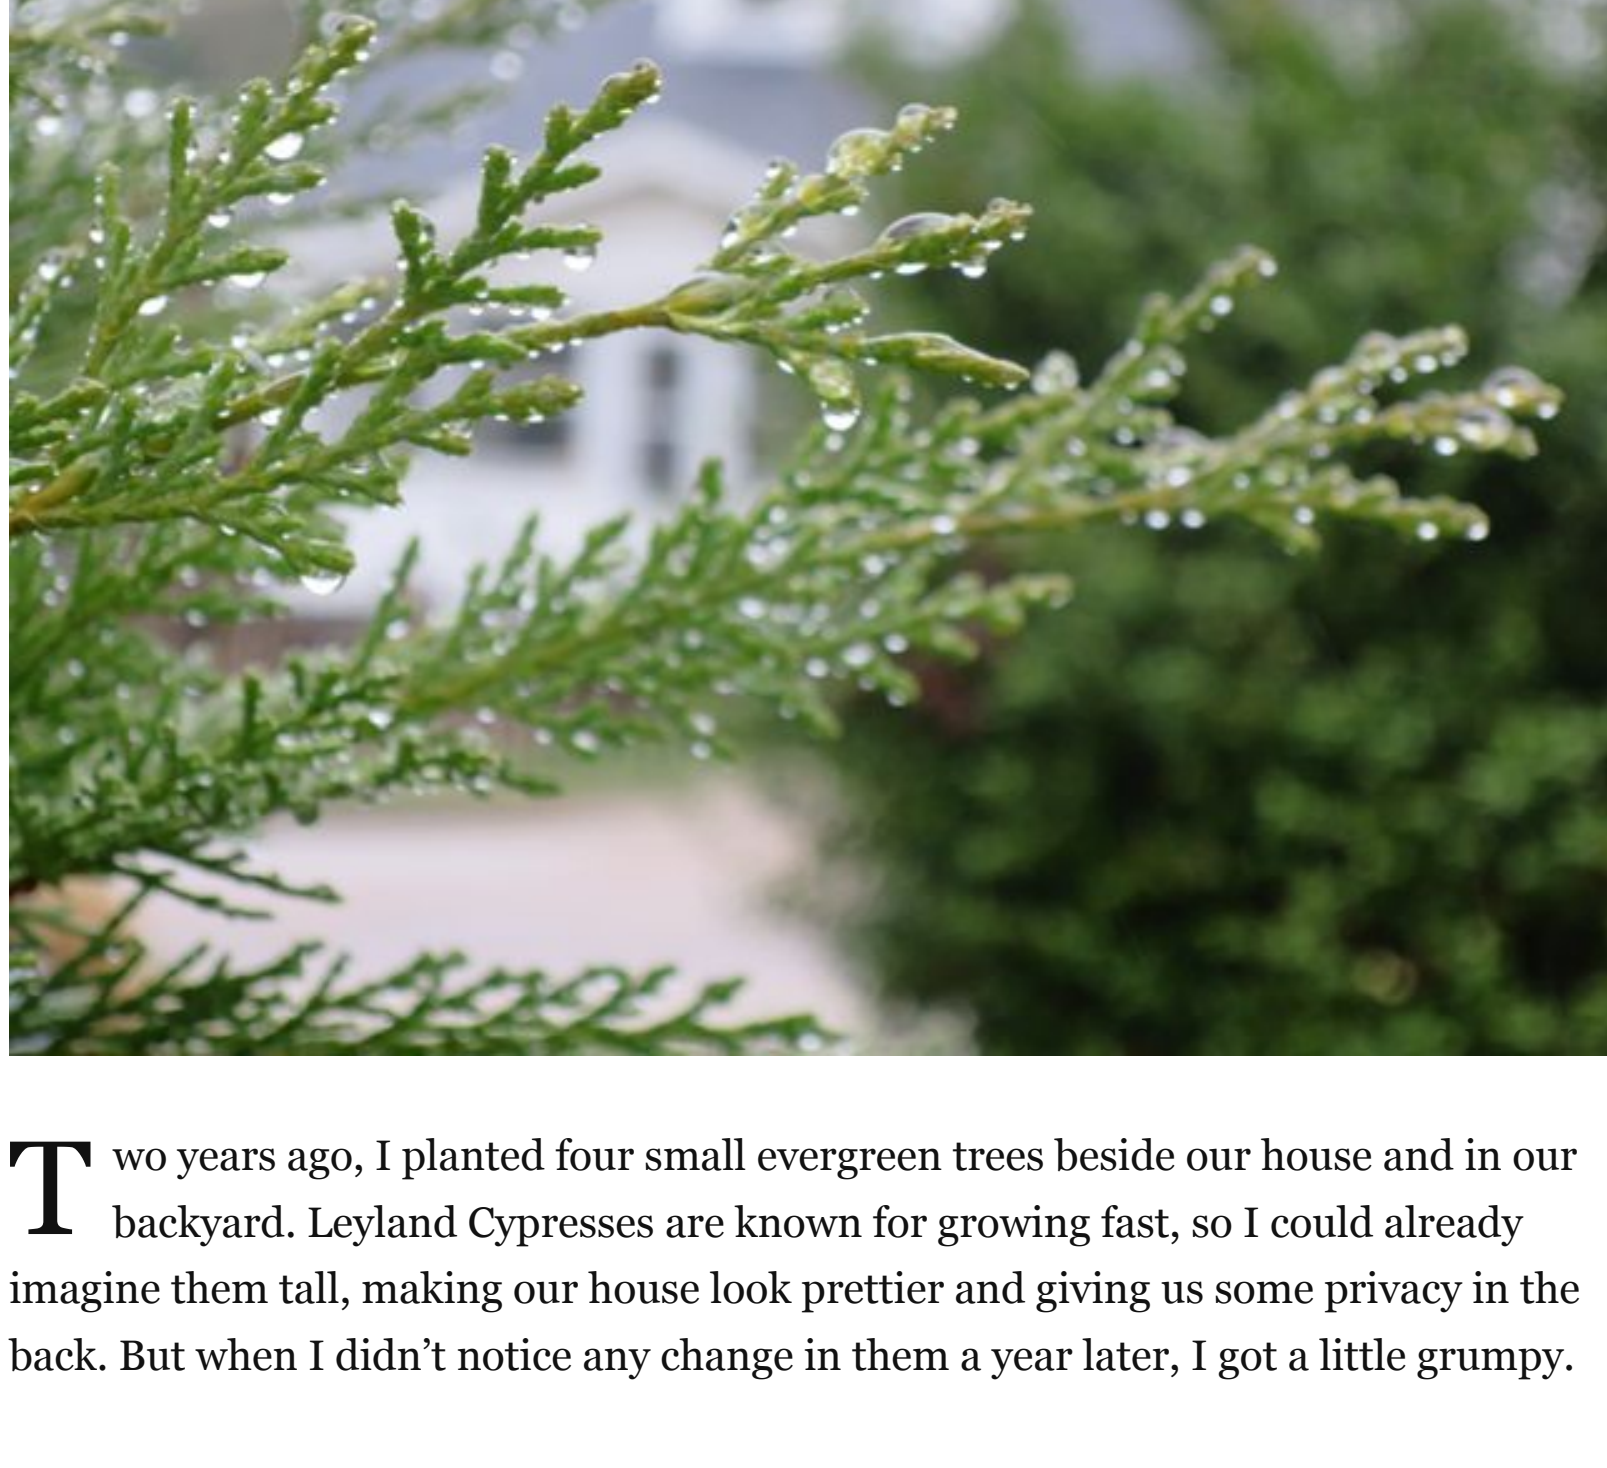 Two years ago, I planted four small evergreen trees beside our house and in our
backyard. Leyland Cypresses are known for growing fast, so I could already
imagine them tall, making our house look prettier and giving us some privacy in the
back. But when I didn’t notice any change in them a year later, I got a little grumpy.